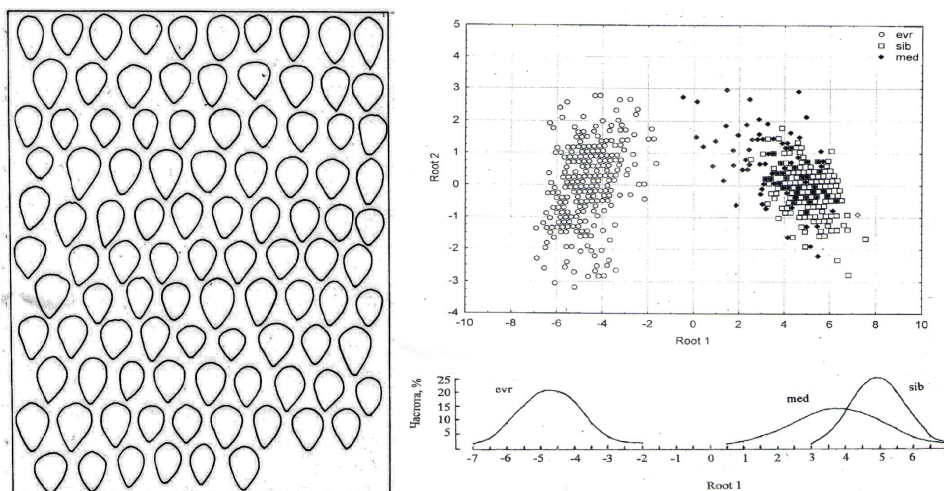 5
4
3
2
1
0
-1
-2
-3
-4
Root 2
evr
sib
med
-10 -8 -6 -4 -2 0 2 4 6 8 10
Root 1
Частота, %
25
20
15
10
5
evr
med
sib
-7 -6 -5 -4 -3 -2 -1 0 1 2 3 4 5 6
Root 1